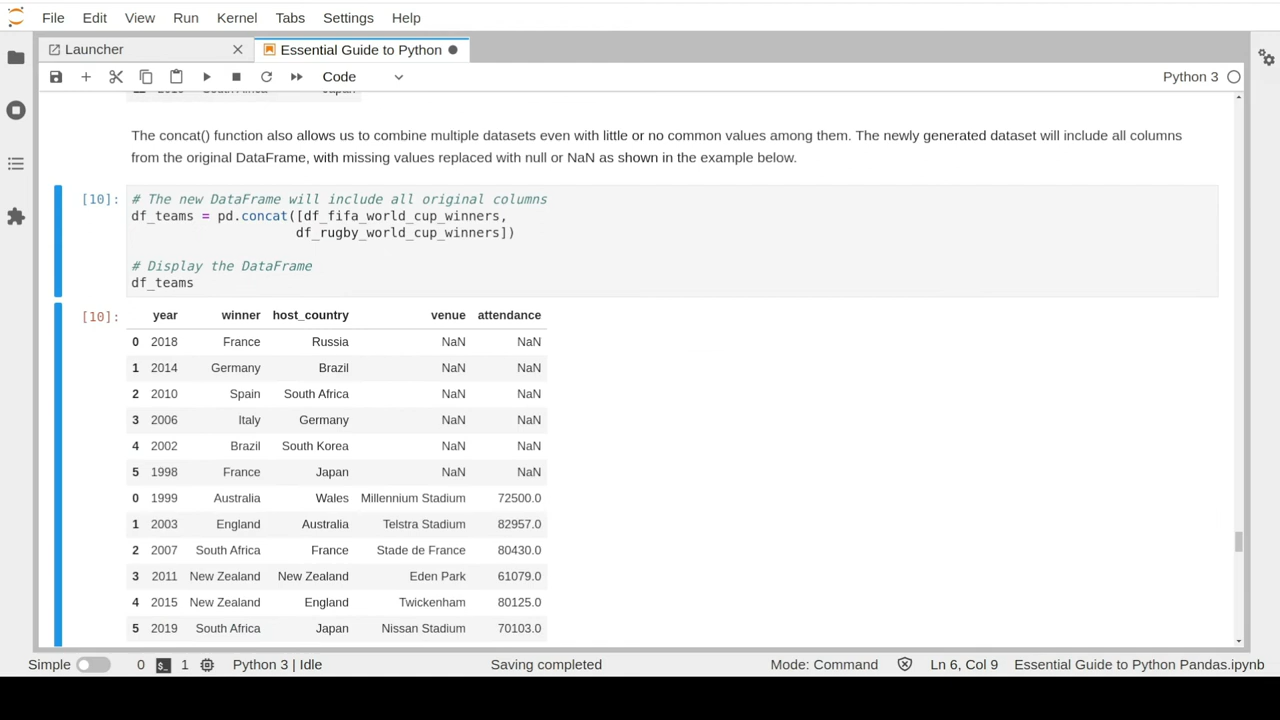 File Edit View Run Kernel Tabs Settings Help
Launcher Essential Guide to Python
Code Python 3
South Africa Japan
The concat() function also allows us to combine multiple datasets even with little or no common values among them. The newly generated dataset will include all columns
from the original DataFrame, with missing values replaced with null or NaN as shown in the example below.
[10]: # The new DataFrame will include all original columns
df_teams = pd.concat([df_fifa_world_cup_winners,
df_rugby_world_cup_winners])
# Display the DataFrame
df_teams
[10]: year winner host_country venue attendance
0 2018 France Russia NaN NaN
1 2014 Germany Brazil NaN NaN
2 2010 Spain South Africa NaN NaN
3 2006 Italy Germany NaN NaN
4 2002 Brazil South Korea NaN NaN
5 1998 France Japan NaN NaN
0 1999 Australia Wales Millennium Stadium 72500.0
1 2003 England Australia Telstra Stadium 82957.0
2 2007 South Africa France Stade de France 80430.0
3 2011 New Zealand New Zealand Eden Park 61079.0
4 2015 New Zealand England Twickenham 80125.0
5 2019 South Africa Japan Nissan Stadium 70103.0
Simple 0 1 Python 3 | Idle Saving completed Mode: Command Ln 6, Col 9 Essential Guide to Python Pandas.ipynb